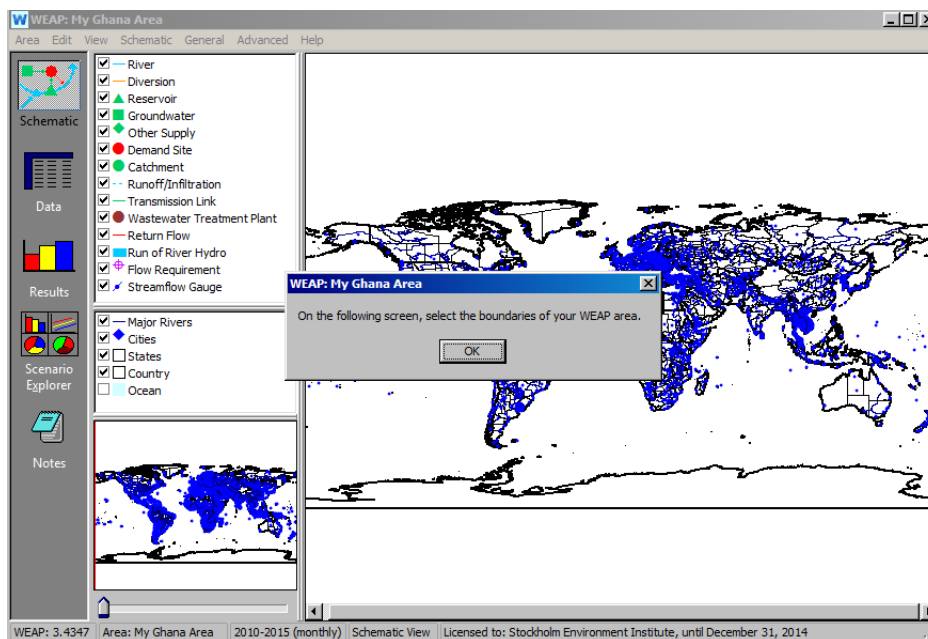 WEAP: My Ghana Area
Area Edit View Schematic General Advanced Help
Schematic
Data
Results
Scenario
Explorer
Notes
River
Diversion
Reservoir
Groundwater
Other Supply
Demand Site
Catchment
Runoff/Infiltration
Transmission Link
Wastewater Treatment Plant
Return Flow
Run of River Hydro
Flow Requirement
Streamflow Gauge
Major Rivers
Cities
States
Country
Ocean
WEAP: My Ghana Area
On the following screen, select the boundaries of your WEAP area.
OK
WEAP: 3.4347 Area: My Ghana Area 2010-2015 (monthly) Schematic View Licensed to: Stockholm Environment Institute, until December 31, 2014